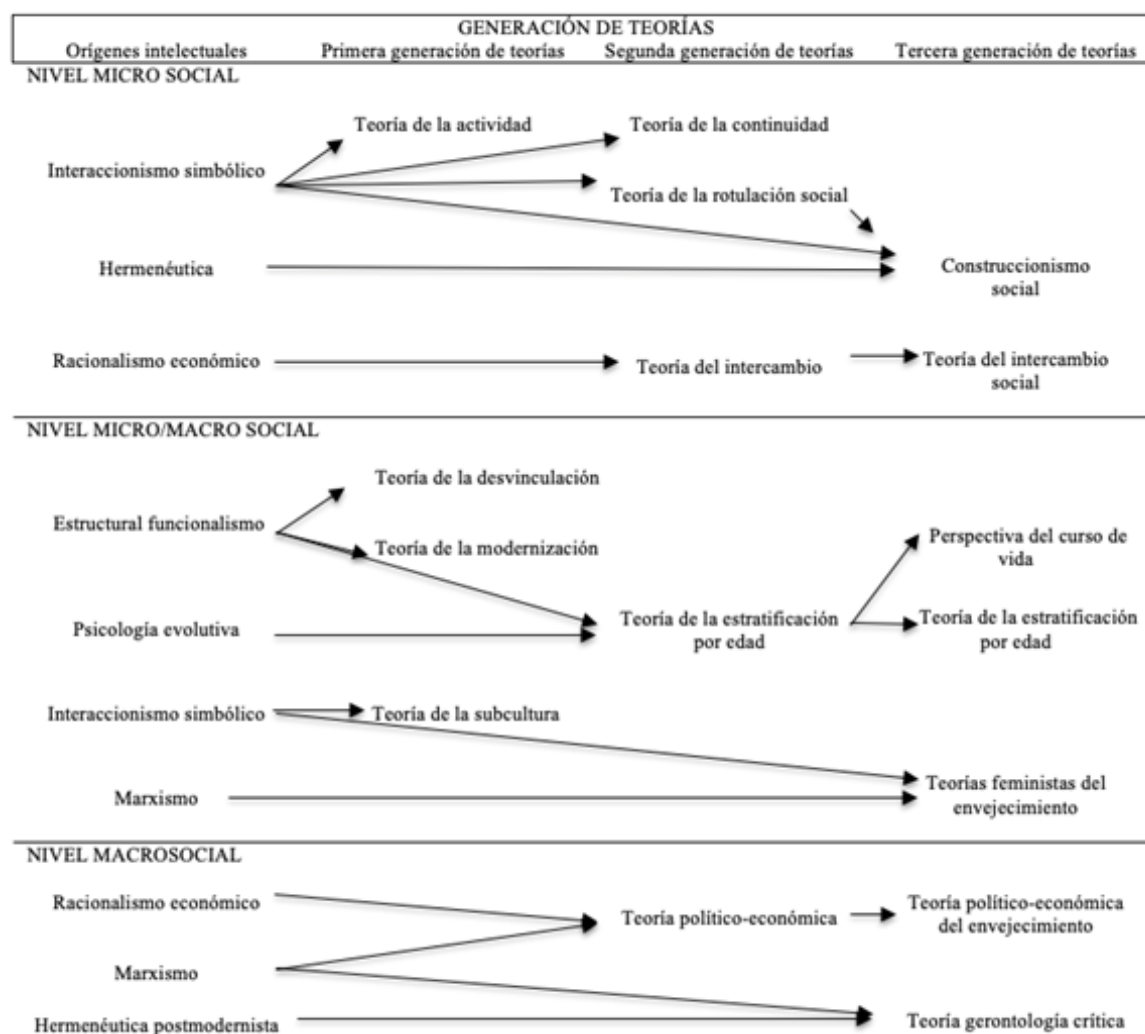 GENERACIÓN DE TEORÍAS
Orígenes intelectuales Primera generación de teorías Segunda generación de teorías Tercera generación de teorías
NIVEL MICRO SOCIAL
Teoría de la actividad Teoría de la continuidad
Interaccionismo simbólico
Teoría de la rotulación social
Hermenéutica Construccionismo
social
Racionalismo económico Teoría del intercambio Teoría del intercambio
social
NIVEL MICRO/MACRO SOCIAL
Teoría de la desvinculación
Estructural funcionalismo
Teoría de la modernización Perspectiva del curso de
vida
Psicología evolutiva Teoría de la estratificación Teoría de la estratificación
por edad por edad
Interaccionismo simbólico Teoría de la subcultura
Marxismo Teorías feministas del
envejecimiento
NIVEL MACROSOCIAL
Racionalismo económico Teoría político-económica Teoría político-económica
del envejecimiento
Marxismo
Hermenéutica postmodernista Teoría gerontología crítica